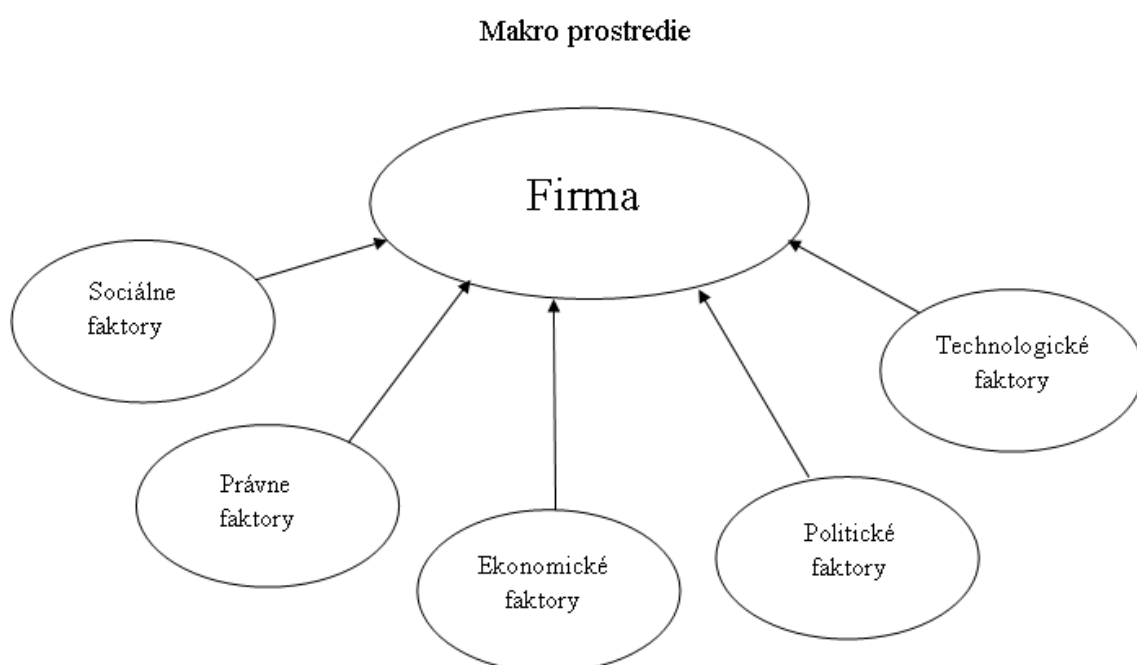 Makro prostredie
Firma
Sociálne
faktory
Právne
faktory
Ekonomické
faktory
Politické
faktory
Technologické
faktory